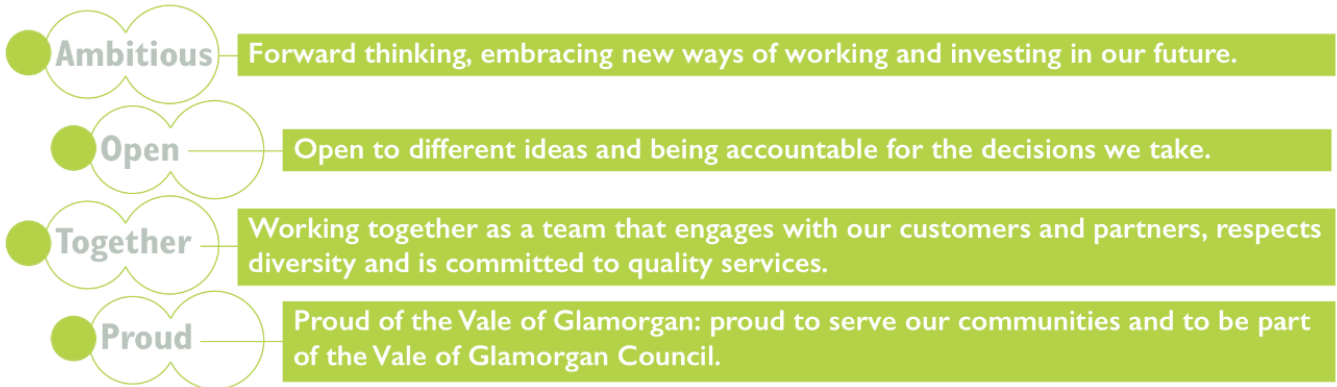 Ambitious
Forward thinking, embracing new ways of working and investing in our future.
Open
Open to different ideas and being accountable for the decisions we take.
Together
Working together as a team that engages with our customers and partners, respects
diversity and is committed to quality services.
Proud
Proud of the Vale of Glamorgan: proud to serve our communities and to be part
of the Vale of Glamorgan Council.